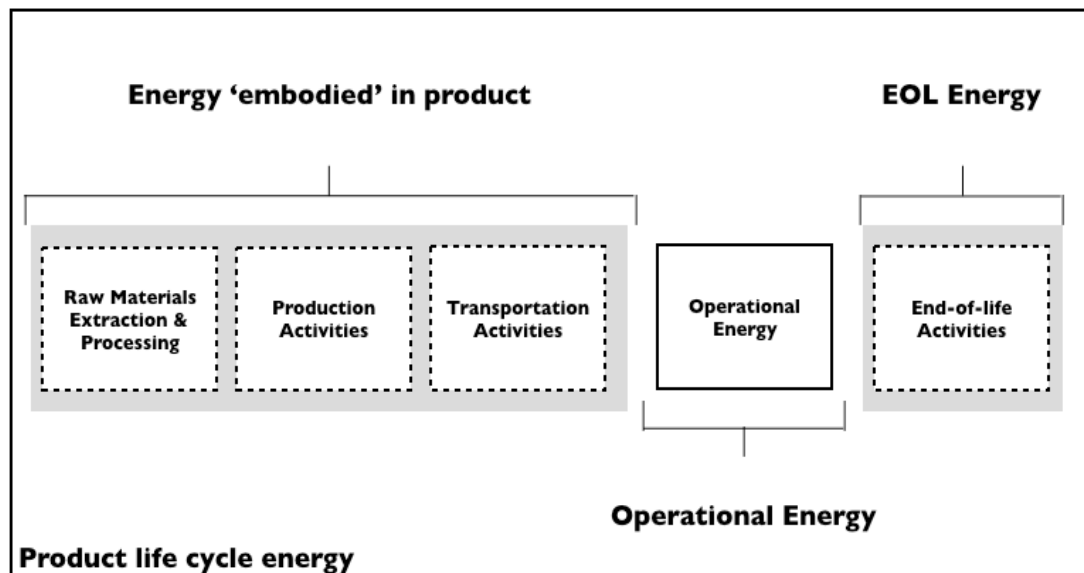 Energy ‘embodied’ in product
EOL Energy
Raw Materials
Extraction &
Processing
Production
Activities
Transportation
Activities
Operational
Energy
End-of-life
Activities
Operational Energy
Product life cycle energy